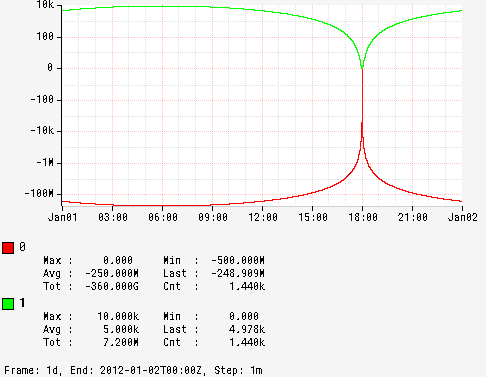 10k
100
0
-100
-10k
-1M
-100M
Jan01 03:00 06:00 09:00 12:00 15:00 18:00 21:00 Jan02
0
Max : 0.000 Min : -500.000M
Avg : -250.000M Last : -248.909M
Tot : -360.000G Cnt : 1.440k
1
Max : 10.000k Min : 0.000
Avg : 5.000k Last : 4.978k
Tot : 7.200M Cnt : 1.440k
Frame: 1d, End: 2012-01-02T00:00Z, Step: 1m